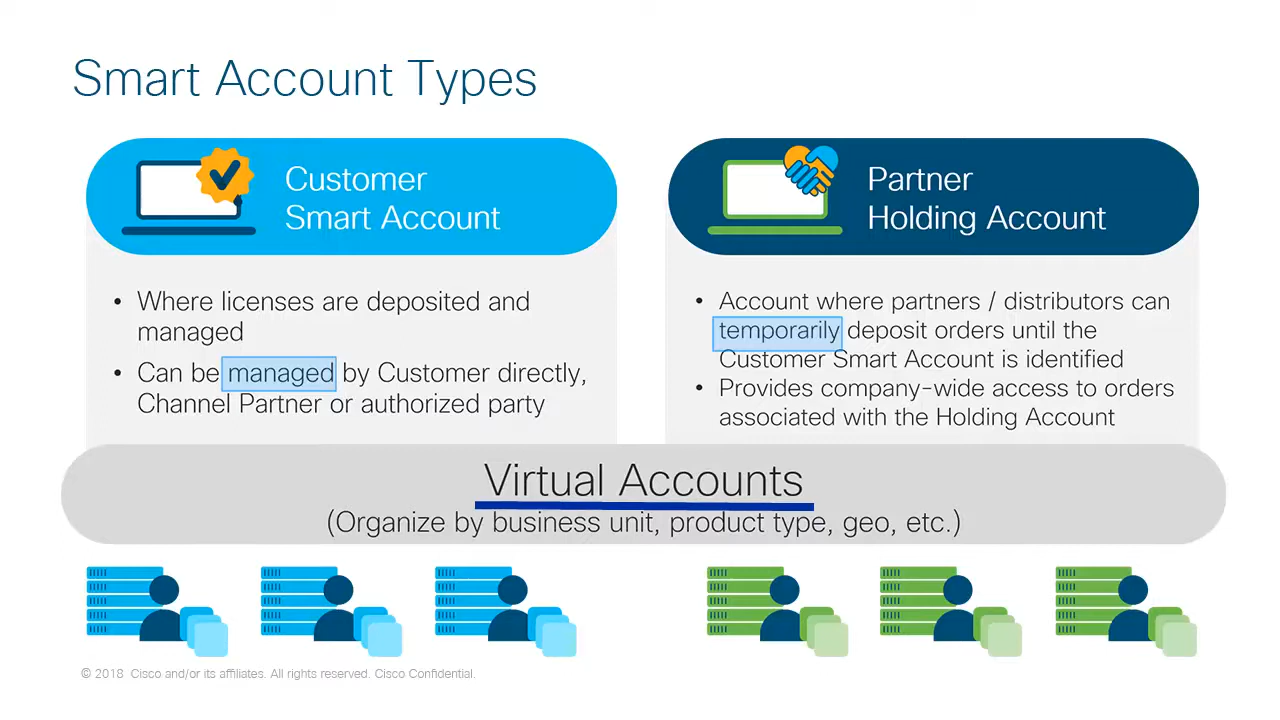 Smart Account Types
Customer
Smart Account
• Where licenses are deposited and
managed
• Can be managed by Customer directly,
Channel Partner or authorized party
Partner
Holding Account
• Account where partners / distributors can
temporarily deposit orders until the
Customer Smart Account is identified
• Provides company-wide access to orders
associated with the Holding Account
Virtual Accounts
(Organize by business unit, product type, geo, etc.)
© 2018 Cisco and/or its affiliates. All rights reserved. Cisco Confidential.